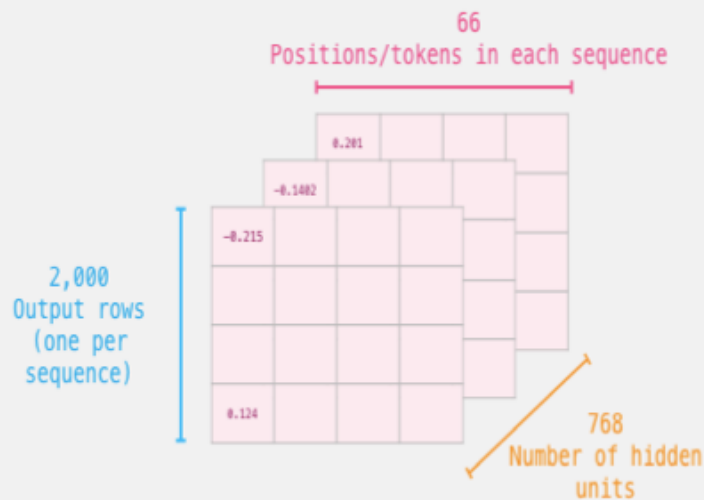 66
Positions/tokens in each sequence
0.201
-0.1402
-0.215
2,000
Output rows
(one per
sequence)
0.124
768
Number of hidden
units